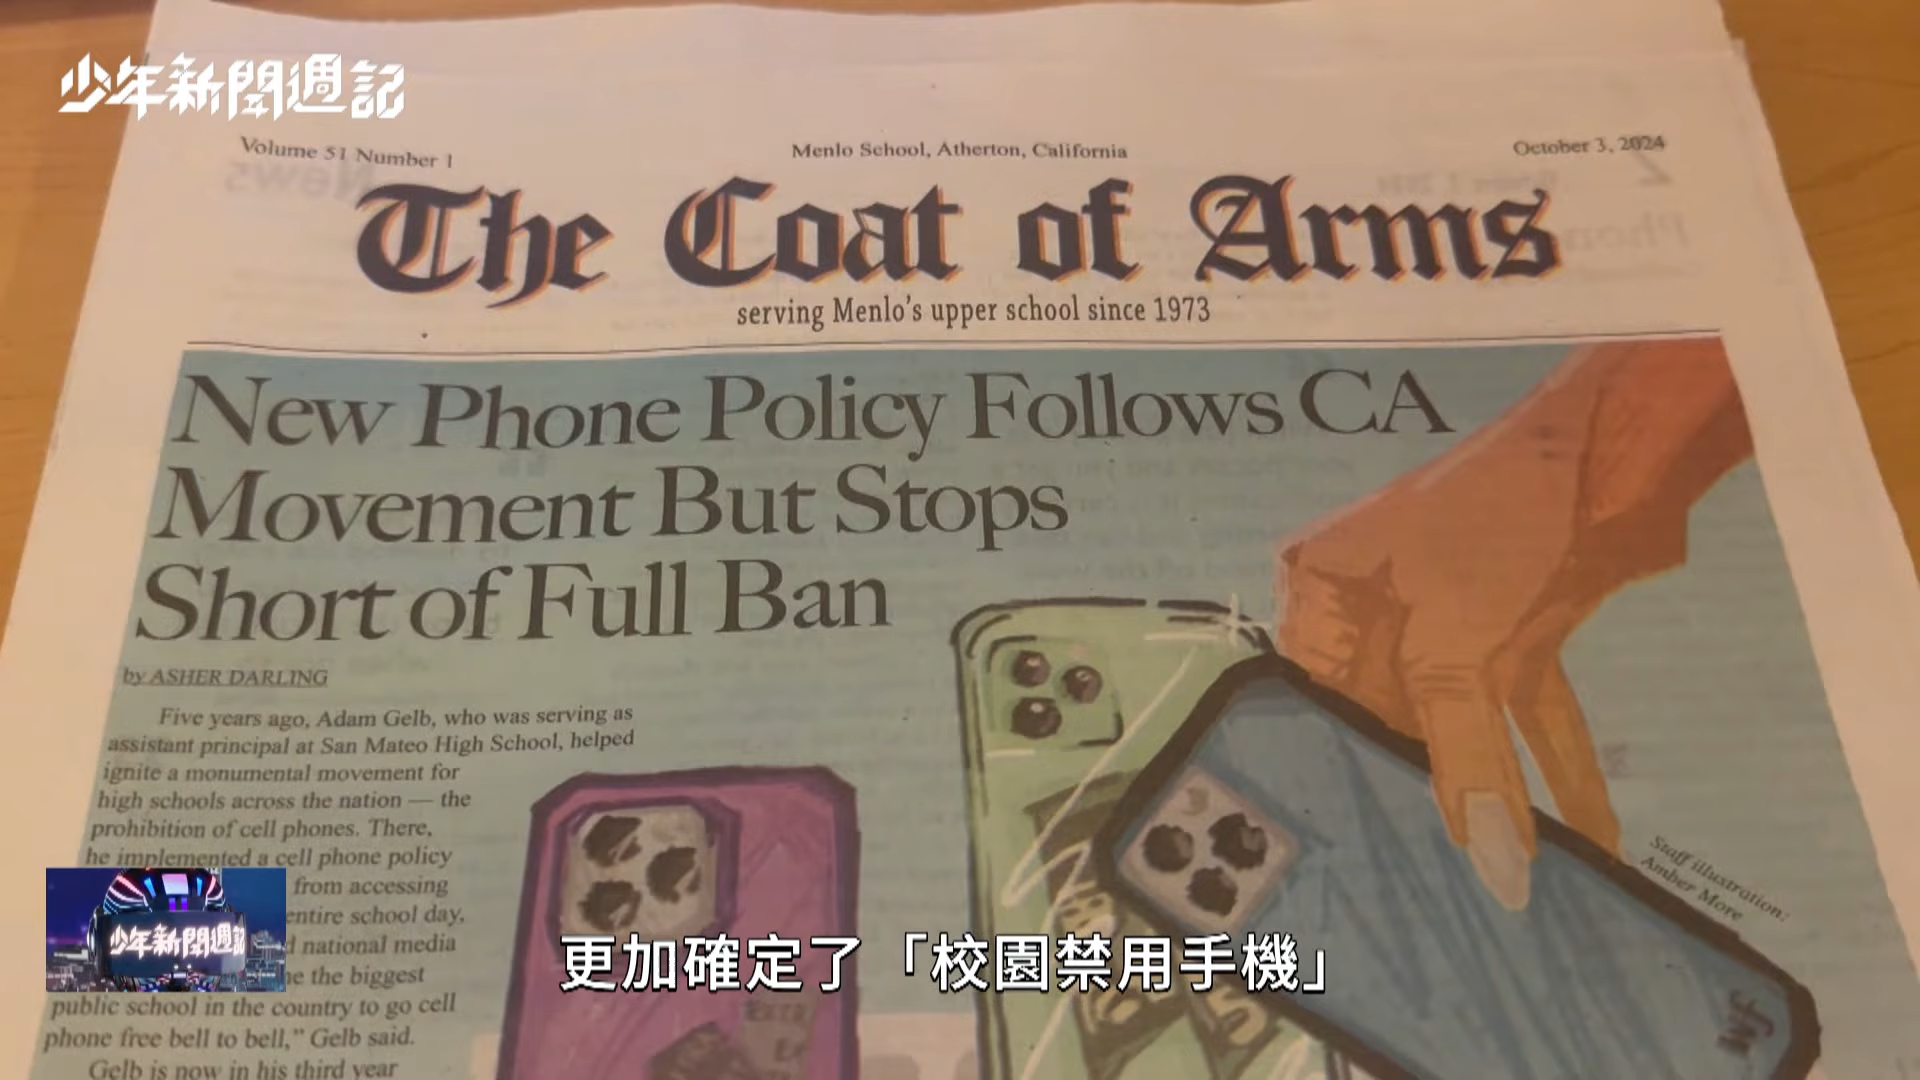 少年新聞週記
Volume 51 Number 1
Menlo School, Atherton, California
October 3, 2024
The Coat of Arms
serving Menlo's upper school since 1973
New Phone Policy Follows CA
Movement But Stops
Short of Full Ban
by ASHER DARLING
Five years ago, Adam Gelb, who was serving as
assistant principal at San Mateo High School, helped
ignite a monumental movement for
high schools across the nation — the
prohibition of cell phones. There,
he implemented a cell phone policy
from accessing
entire school day,
national media
the biggest
public school in the country to go cell
phone free bell to bell," Gelb said.
Gelb is now in his third year
Staff illustration:
Amber More
少年新聞週記
更加確定了「校園禁用手機」